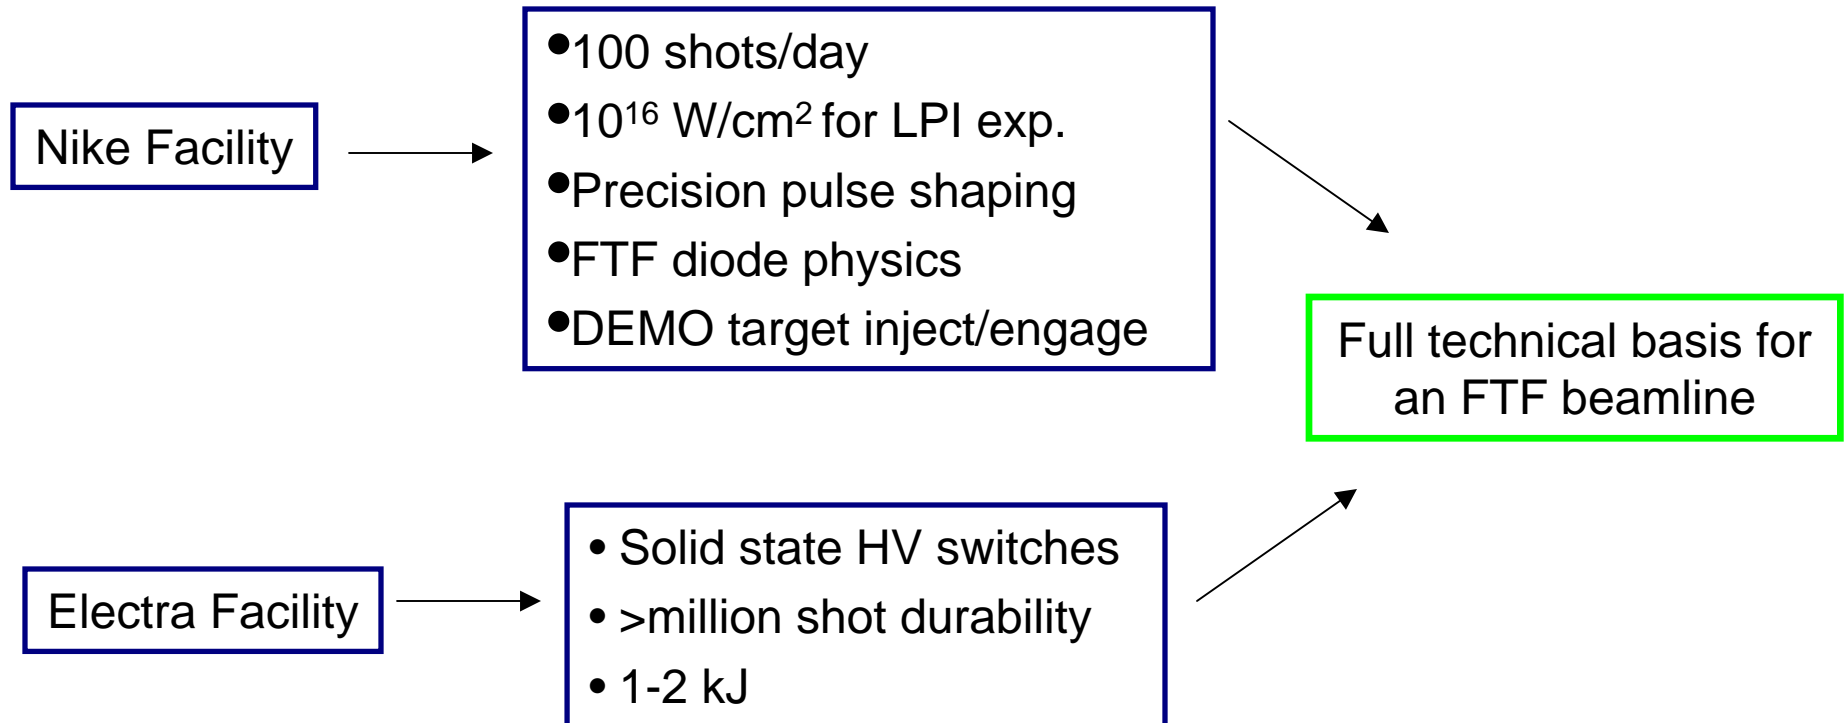 Nike Facility
●100 shots/day
●10¹⁶ W/cm² for LPI exp.
●Precision pulse shaping
●FTF diode physics
●DEMO target inject/engage
Full technical basis for
an FTF beamline
Electra Facility
• Solid state HV switches
• >million shot durability
• 1-2 kJ